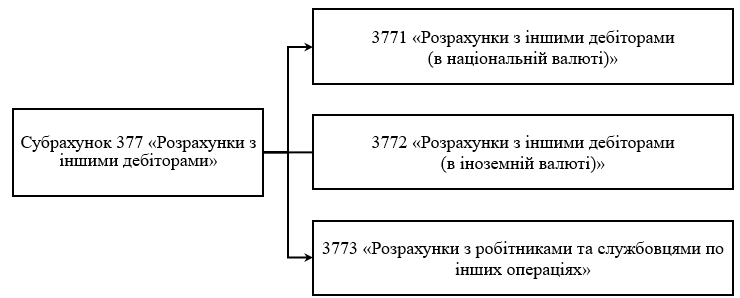 3771 «Розрахунки з іншими дебіторами
(в національній валюті)»
Субрахунок 377 «Розрахунки з
іншими дебіторами»
3772 «Розрахунки з іншими дебіторами
(в іноземній валюті)»
3773 «Розрахунки з робітниками та службовцями по
інших операціях»